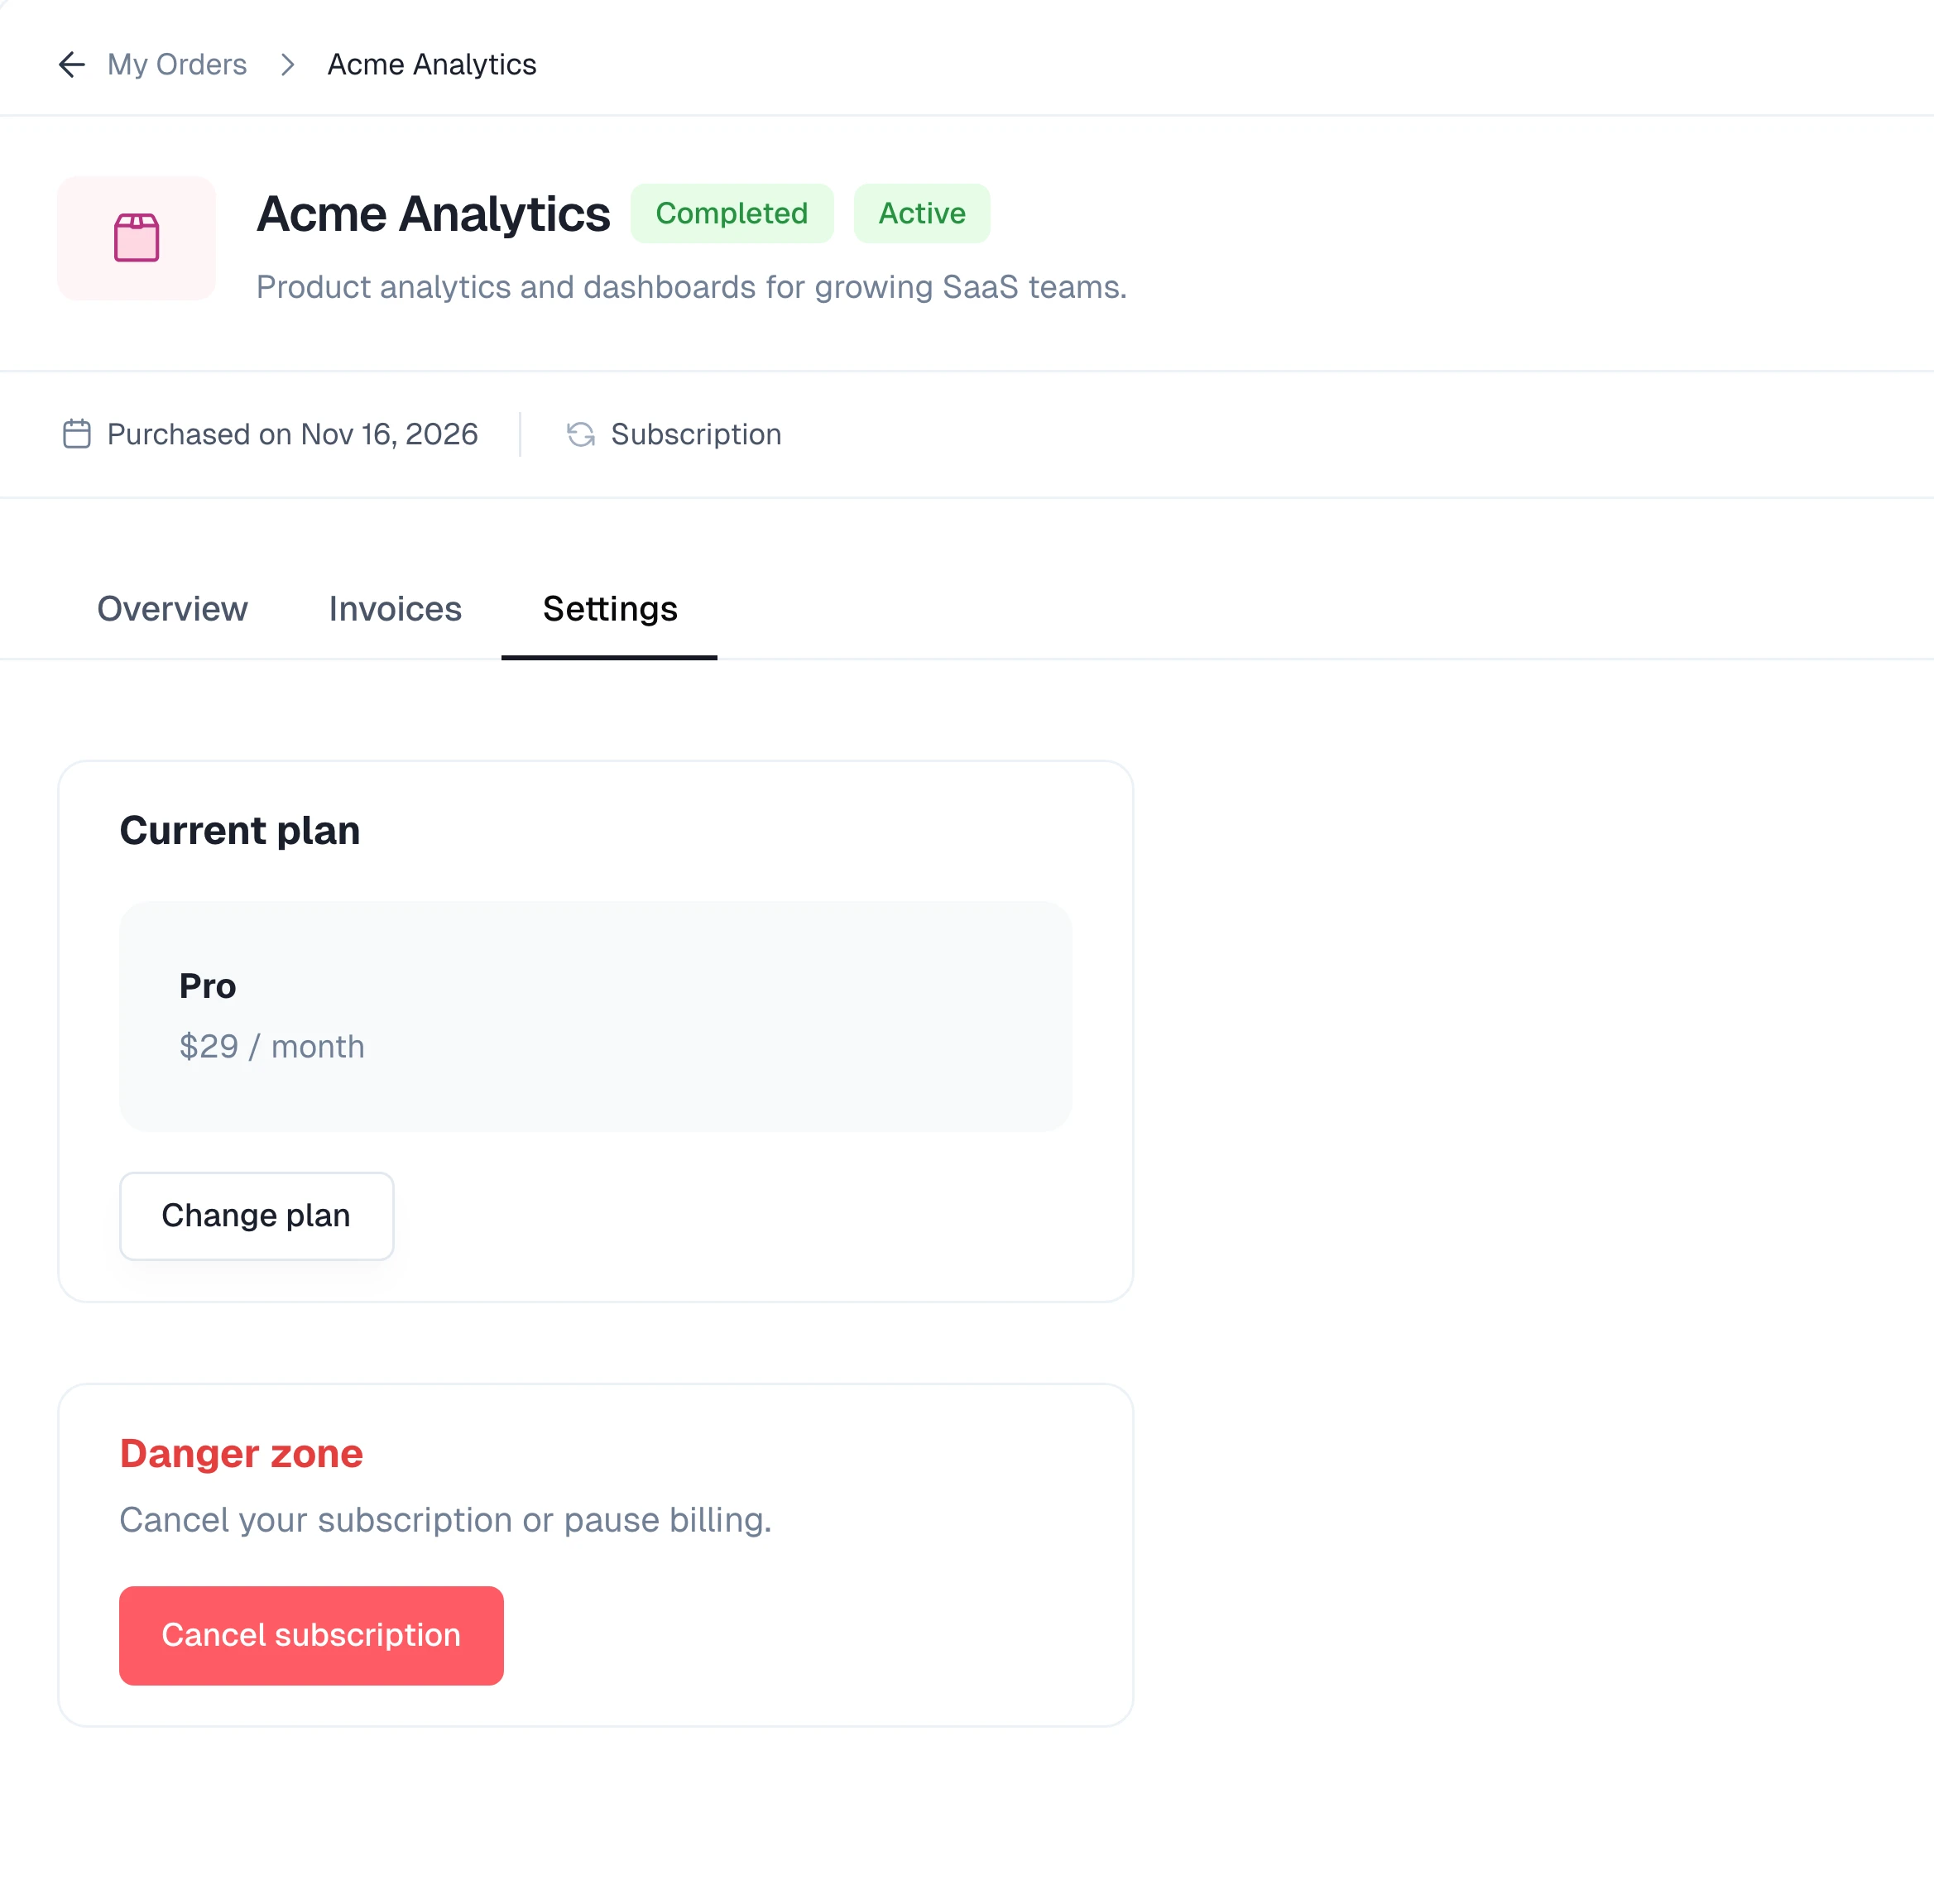 My Orders
Acme Analytics
Acme Analytics
Completed
Active
Product analytics and dashboards for growing SaaS teams.
Purchased on Nov 16, 2026
Subscription
Overview
Invoices
Settings
Current plan
Pro
$29 / month
Change plan
Danger zone
Cancel your subscription or pause billing.
Cancel subscription